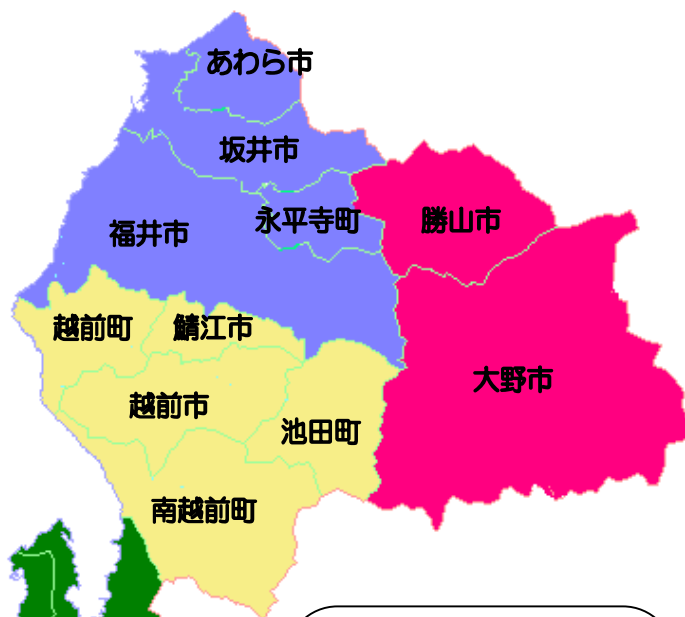 あわら市
坂井市
永平寺町
勝山市
福井市
越前町
鯖江市
大野市
越前市
池田町
南越前町